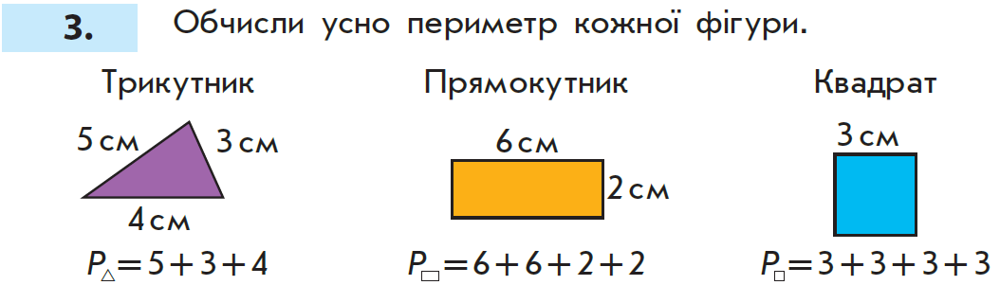 3. Обчисли усно периметр кожної фігури.
Трикутник Прямокутник Квадрат
5 см 3 см 6 см 3 см
2 см
4 см
P△ = 5 + 3 + 4 P▭ = 6 + 6 + 2 + 2 P□ = 3 + 3 + 3 + 3